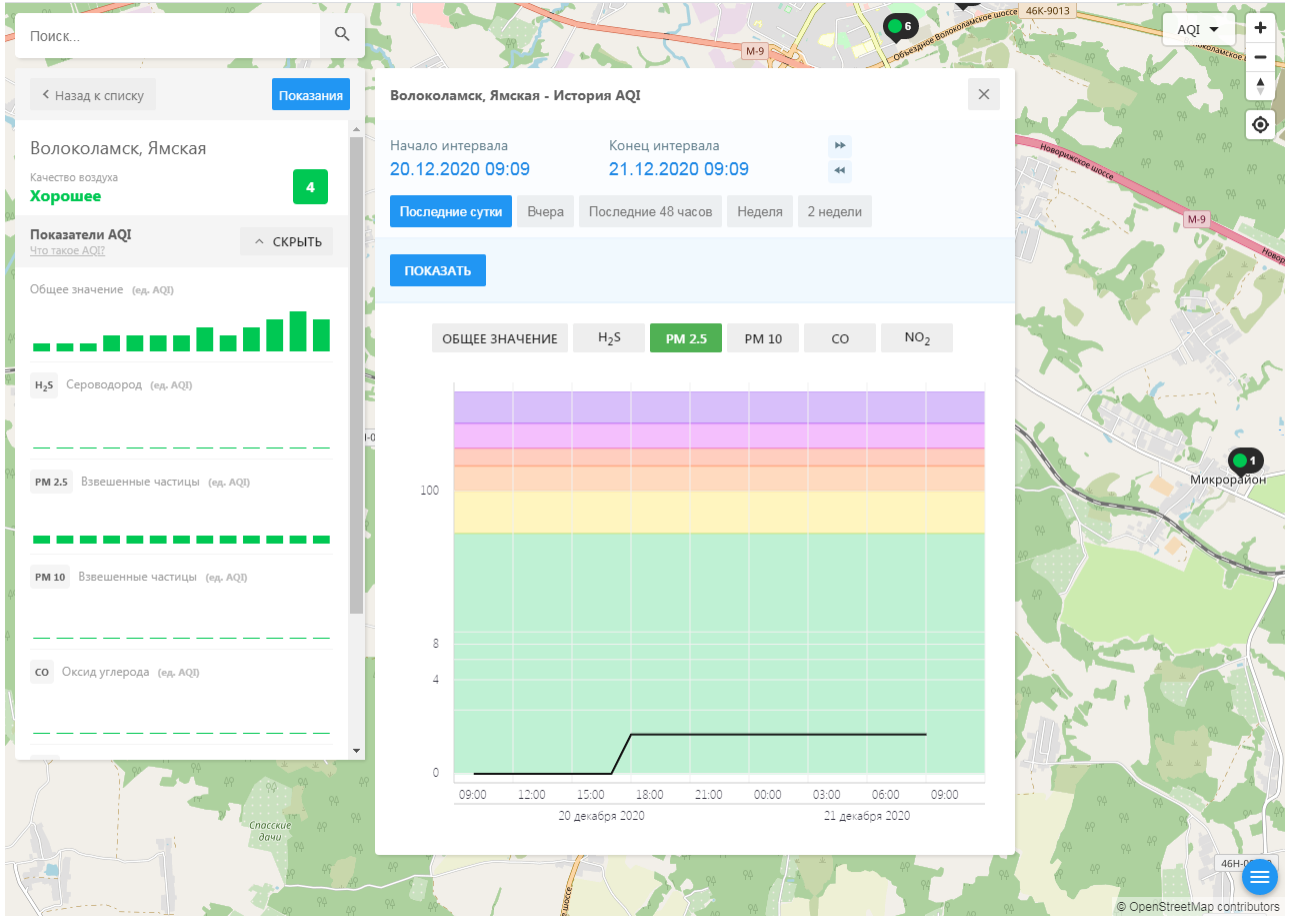 Поиск...
46К-9013
6
М-9
Объездное Волоколамское шоссе
AQI
Назад к списку
Показания
Волоколамск, Ямская - История AQI
Волоколамск, Ямская
Качество воздуха
Хорошее
4
Начало интервала
20.12.2020 09:09
Конец интервала
21.12.2020 09:09
Последние сутки
Вчера
Последние 48 часов
Неделя
2 недели
Показатели AQI
Что такое AQI?
СКРЫТЬ
ПОКАЗАТЬ
Новорижское шоссе
М-9
Общее значение (ед. AQI)
ОБЩЕЕ ЗНАЧЕНИЕ
H₂S
PM 2.5
PM 10
CO
NO₂
H₂S Сероводород (ед. AQI)
PM 2.5 Взвешенные частицы (ед. AQI)
PM 10 Взвешенные частицы (ед. AQI)
CO Оксид углерода (ед. AQI)
100
8
4
0
09:00 12:00 15:00 18:00 21:00 00:00 03:00 06:00 09:00
20 декабря 2020
21 декабря 2020
1
Микрорайон
Спасские
дачи
шоссе
© OpenStreetMap contributors